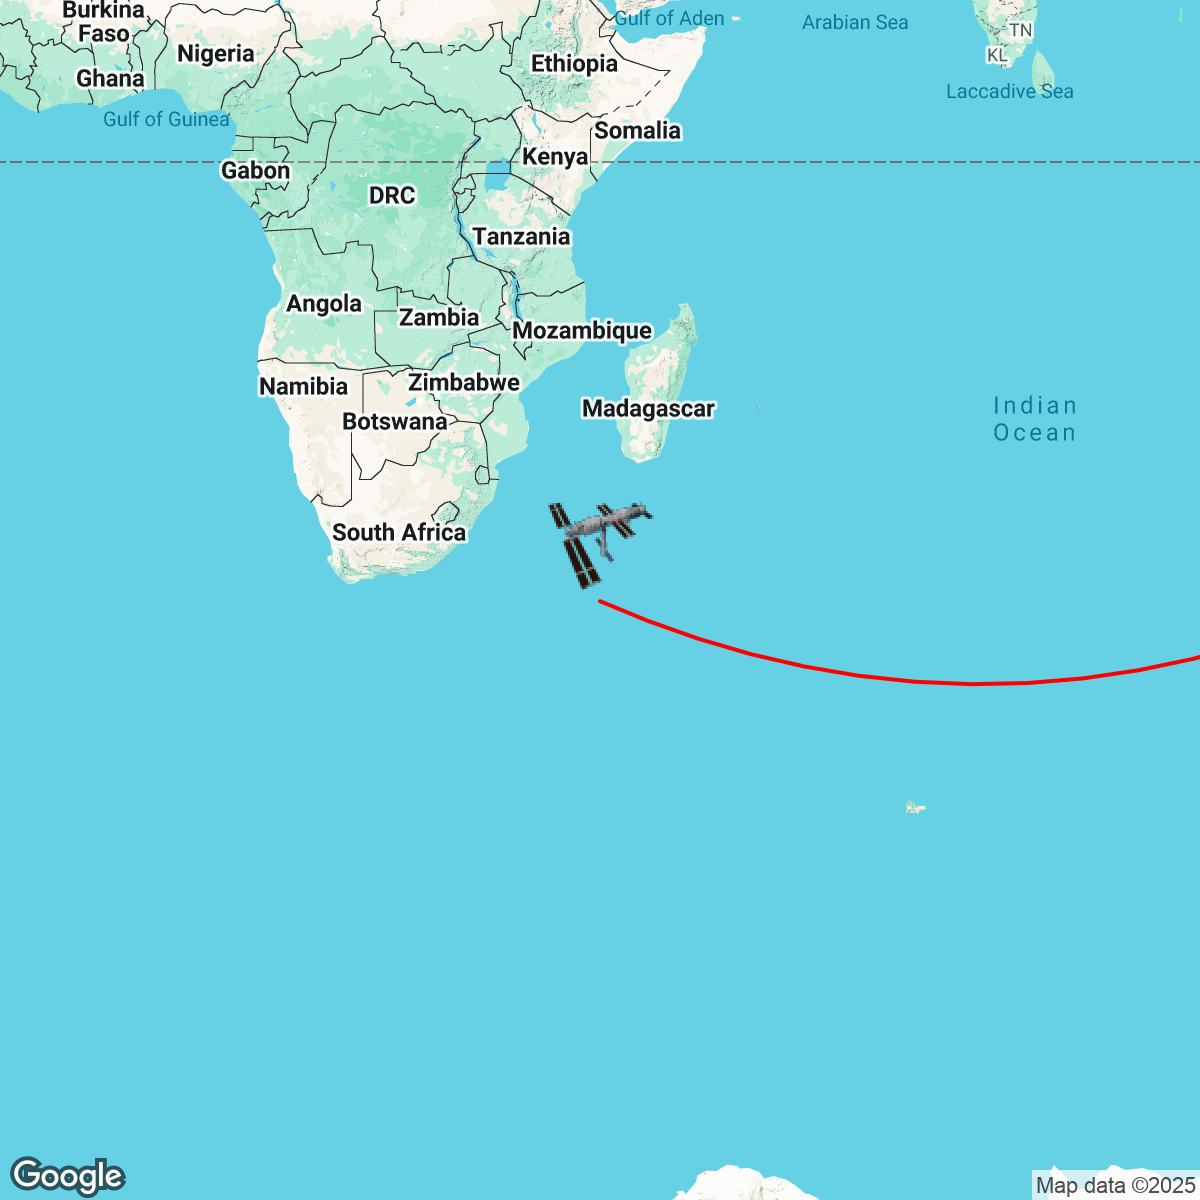 Burkina
Faso
Gulf of Aden
Arabian Sea
TN
Nigeria
KL
Ethiopia
Ghana
Laccadive Sea
Gulf of Guinea
Somalia
Kenya
Gabon
DRC
Tanzania
Angola
Zambia
Mozambique
Namibia
Zimbabwe
Botswana
Madagascar
Indian
Ocean
South Africa
Google
Map data ©2025